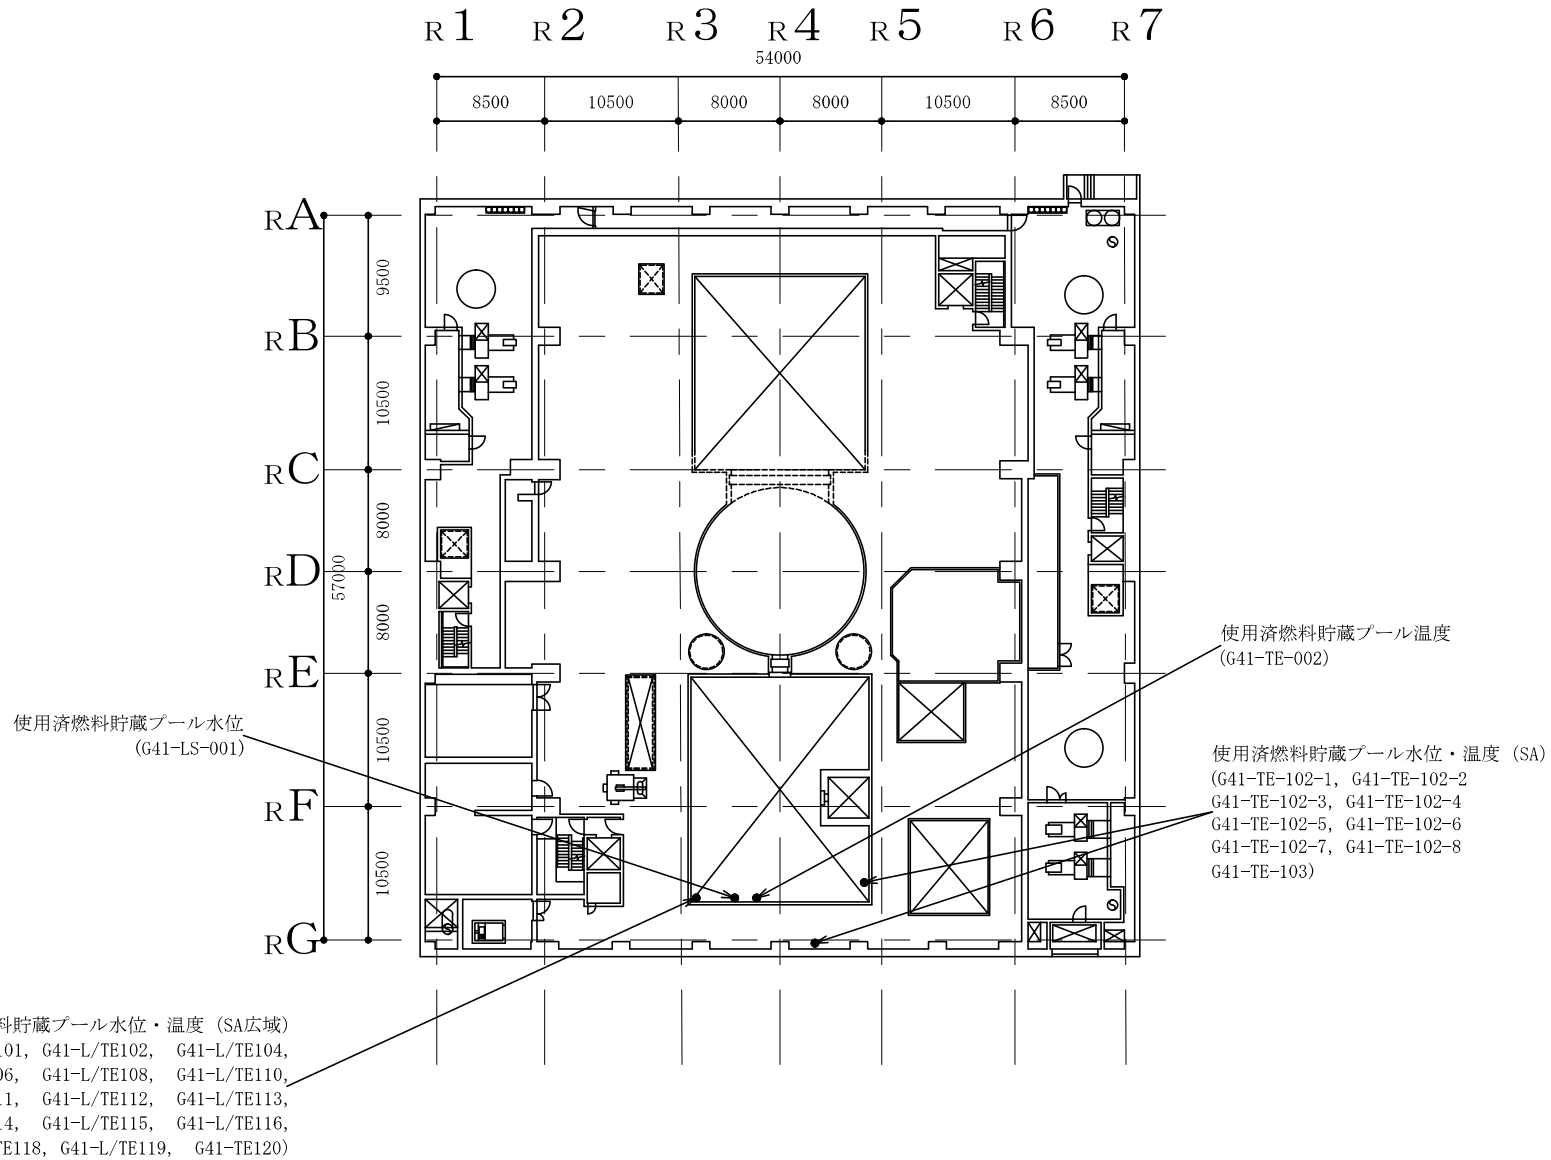 R1 R2 R3 R4 R5 R6 R7
54000
8500 10500 8000 8000 10500 8500
RA
9500
RB
10500
RC
8000
RD
57000
8000
RE
10500
RF
10500
RG
使用済燃料貯蔵プール温度
(G41-TE-002)
使用済燃料貯蔵プール水位
(G41-LS-001)
使用済燃料貯蔵プール水位・温度 (SA)
(G41-TE-102-1, G41-TE-102-2
G41-TE-102-3, G41-TE-102-4
G41-TE-102-5, G41-TE-102-6
G41-TE-102-7, G41-TE-102-8
G41-TE-103)
料貯蔵プール水位・温度 (SA広域)
G41-L/TE102, G41-L/TE104,
G41-L/TE108, G41-L/TE110,
G41-L/TE112, G41-L/TE113,
G41-L/TE115, G41-L/TE116,
TE118, G41-L/TE119, G41-TE120)